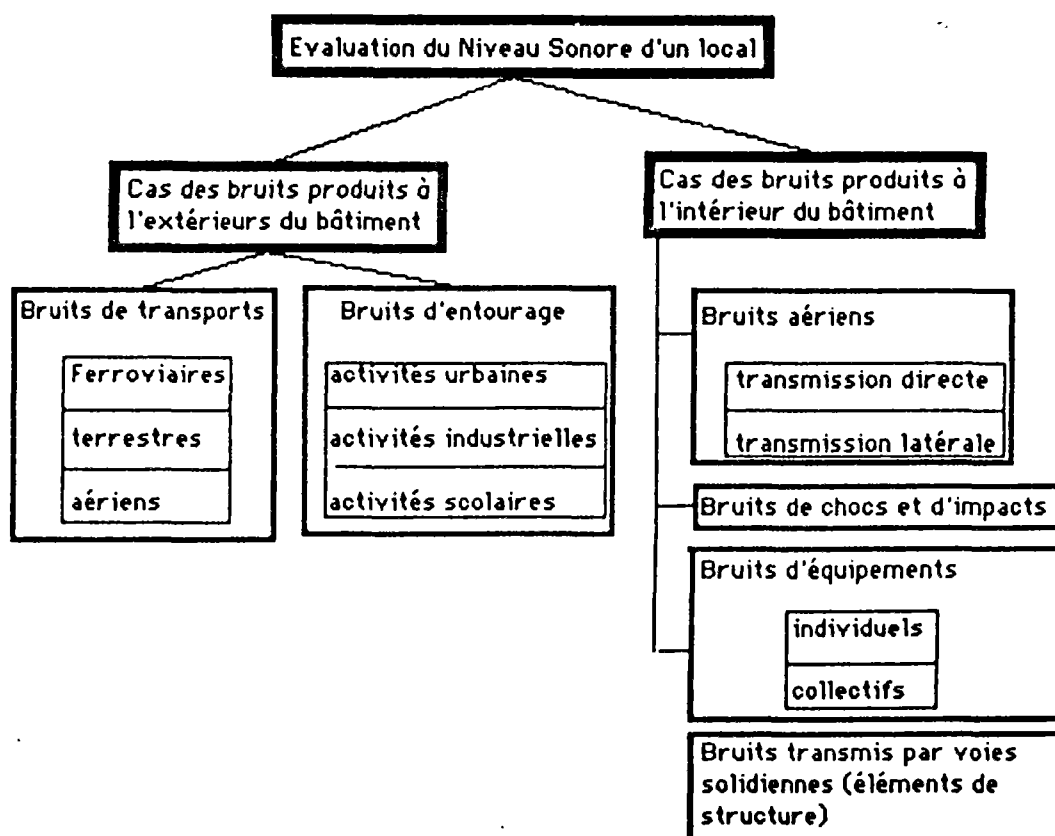 Evaluation du Niveau Sonore d'un local
Cas des bruits produits à
l'extérieurs du bâtiment
Cas des bruits produits à
l'intérieur du bâtiment
Bruits de transports
Ferroviaires
terrestres
aériens
Bruits d'entourage
activités urbaines
activités industrielles
activités scolaires
Bruits aériens
transmission directe
transmission latérale
Bruits de chocs et d'impacts
Bruits d'équipements
individuels
collectifs
Bruits transmis par voies
solidiennes (éléments de
structure)